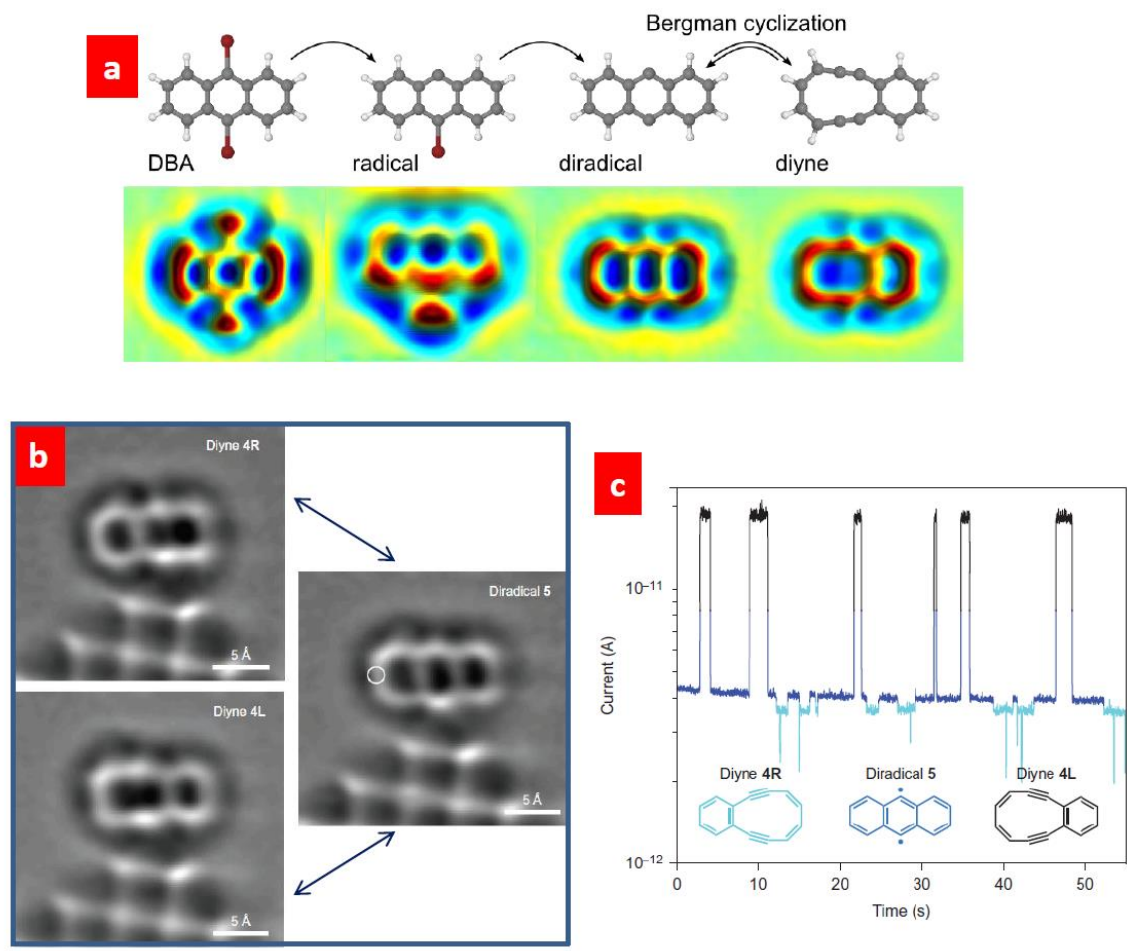 a
Bergman cyclization
DBA
radical
diradical
diyne
b
Diyne 4R
5 Å
Diyne 4L
5 Å
Diradical 5
5 Å
c
Current (A)
10⁻¹¹
10⁻¹²
Diyne 4R
Diradical 5
Diyne 4L
0 10 20 30 40 50
Time (s)